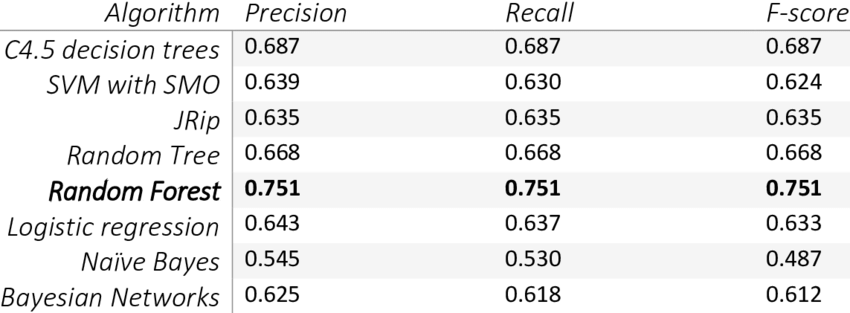 Algorithm Precision Recall F-score
C4.5 decision trees 0.687 0.687 0.687
SVM with SMO 0.639 0.630 0.624
JRip 0.635 0.635 0.635
Random Tree 0.668 0.668 0.668
Random Forest 0.751 0.751 0.751
Logistic regression 0.643 0.637 0.633
Naïve Bayes 0.545 0.530 0.487
Bayesian Networks 0.625 0.618 0.612